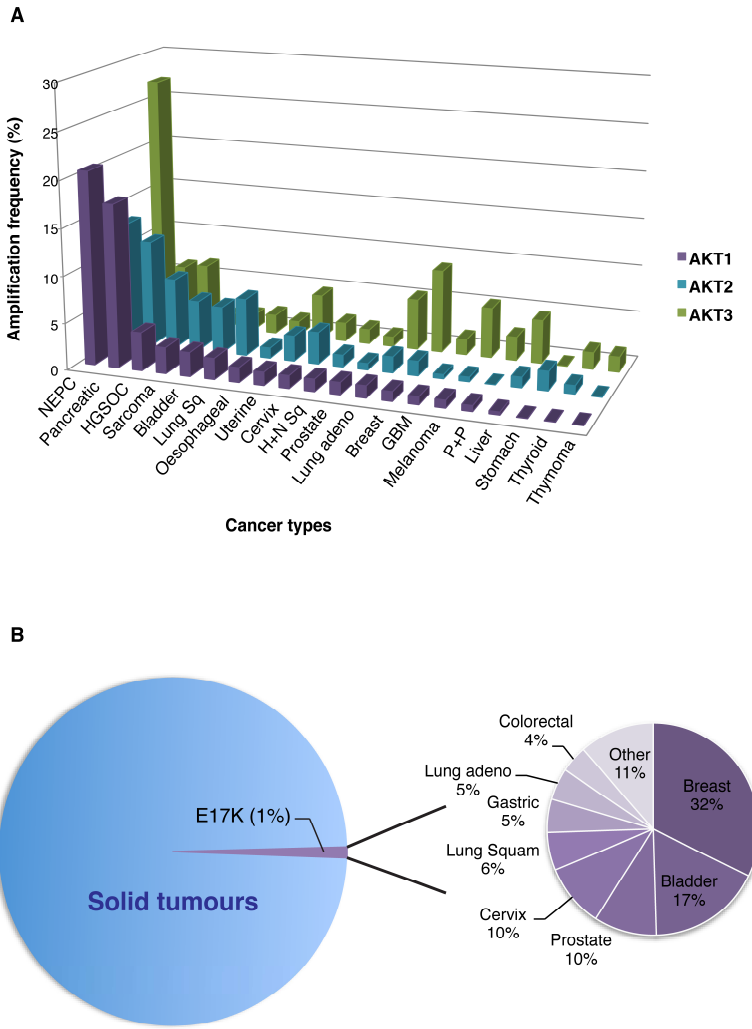 A
Amplification frequency (%)
30
25
20
15
10
5
0
NEPC
Pancreatic
HGSOC
Sarcoma
Bladder
Lung Sq
Oesophageal
Uterine
Cervix
H+N Sq
Prostate
Lung adeno
Breast
GBM
Melanoma
P+P
Liver
Stomach
Thyroid
Thymoma
Cancer types
AKT1
AKT2
AKT3
B
E17K (1%)
Solid tumours
Colorectal
4%
Lung adeno
5%
Gastric
5%
Lung Squam
6%
Cervix
10%
Prostate
10%
Bladder
17%
Breast
32%
Other
11%